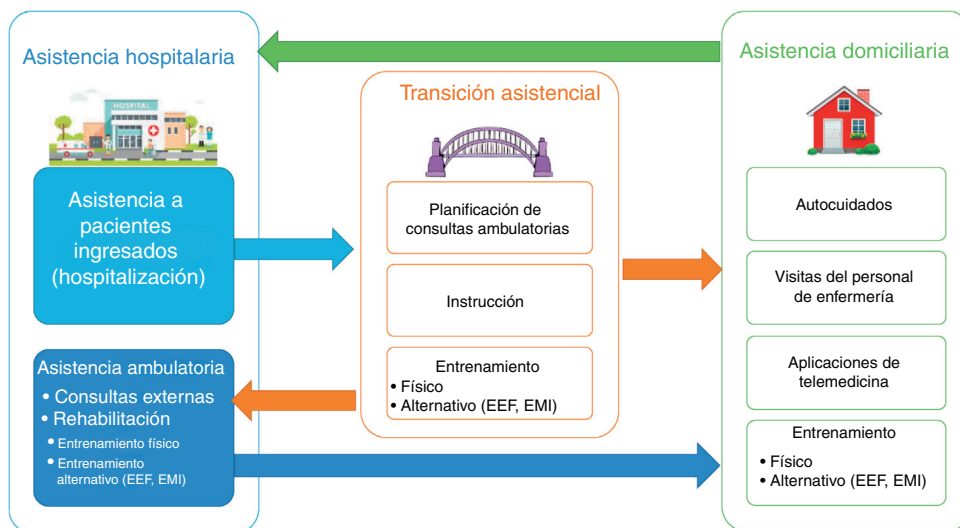 Asistencia hospitalaria
HOSPITAL
Asistencia a
pacientes
ingresados
(hospitalización)
Asistencia ambulatoria
• Consultas externas
• Rehabilitación
• Entrenamiento físico
• Entrenamiento
alternativo (EEF, EMI)
Transición asistencial
Planificación de
consultas ambulatorias
Instrucción
Entrenamiento
• Físico
• Alternativo (EEF, EMI)
Asistencia domiciliaria
Autocuidados
Visitas del personal
de enfermería
Aplicaciones de
telemedicina
Entrenamiento
• Físico
• Alternativo (EEF, EMI)